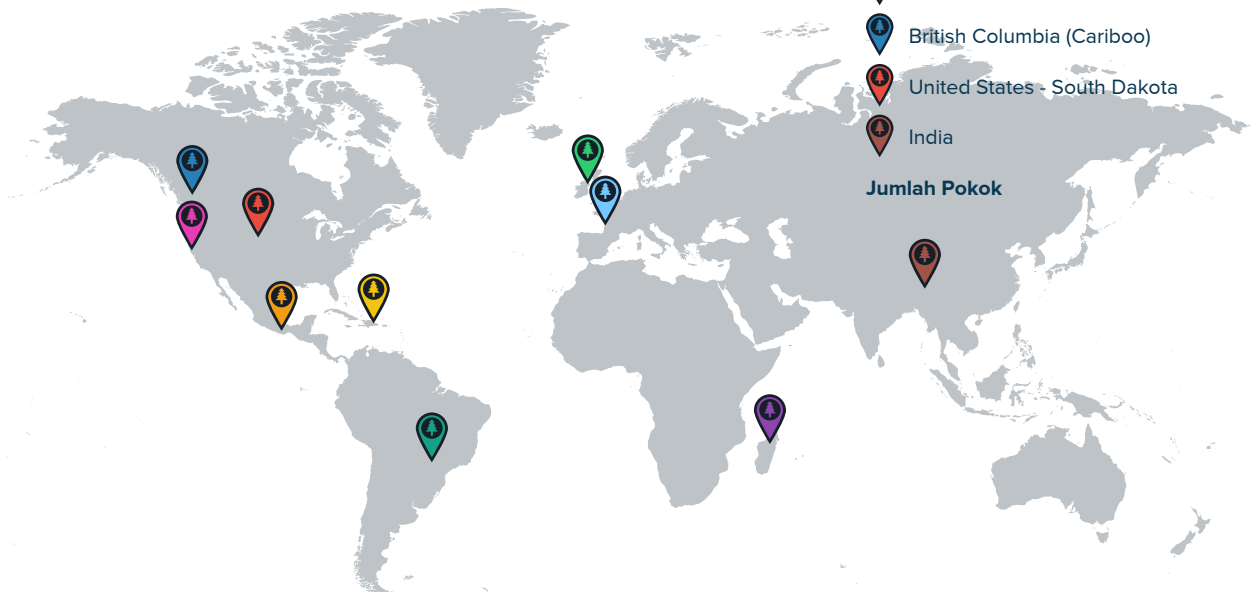 British Columbia (Cariboo)
United States - South Dakota
India
Jumlah Pokok